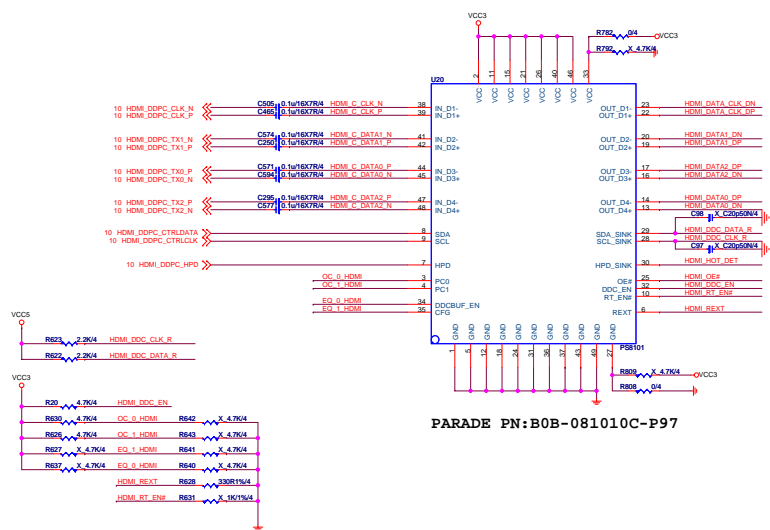 VCC3
R782 0/4
VCC3
R792 X_4.7K/4
2 11 15 21 26 40 46 33
VCC VCC VCC VCC VCC VCC VCC VCC
U20
10 HDMI_DDPC_CLK_N C505 0.1u/16X7R/4 HDMI_C_CLK_N 38 IN_D1- OUT_D1- 23 HDMI_DATA_CLK_DN
10 HDMI_DDPC_CLK_P C465 0.1u/16X7R/4 HDMI_C_CLK_P 39 IN_D1+ OUT_D1+ 22 HDMI_DATA_CLK_DP
10 HDMI_DDPC_TX1_N C574 0.1u/16X7R/4 HDMI_C_DATA1_N 41 IN_D2- OUT_D2- 20 HDMI_DATA1_DN
10 HDMI_DDPC_TX1_P C250 0.1u/16X7R/4 HDMI_C_DATA1_P 42 IN_D2+ OUT_D2+ 19 HDMI_DATA1_DP
10 HDMI_DDPC_TX0_P C571 0.1u/16X7R/4 HDMI_C_DATA0_P 44 IN_D3- OUT_D3- 17 HDMI_DATA2_DP
10 HDMI_DDPC_TX0_N C594 0.1u/16X7R/4 HDMI_C_DATA0_N 45 IN_D3+ OUT_D3+ 16 HDMI_DATA2_DN
10 HDMI_DDPC_TX2_P C295 0.1u/16X7R/4 HDMI_C_DATA2_P 47 IN_D4- OUT_D4- 14 HDMI_DATA0_DP
10 HDMI_DDPC_TX2_N C577 0.1u/16X7R/4 HDMI_C_DATA2_N 48 IN_D4+ OUT_D4+ 13 HDMI_DATA0_DN
C98 X_C20p50N/4
10 HDMI_DDPC_CTRLDATA 8 SDA SDA_SINK 29 HDMI_DDC_DATA_R
10 HDMI_DDPC_CTRLCLK 9 SCL SCL_SINK 28 HDMI_DDC_CLK_R
C97 X_C20p50N/4
10 HDMI_DDPC_HPD 7 HPD HPD_SINK 30 HDMI_HOT_DET
OC_0_HDMI 3 PC0 OE# 25 HDMI_OE#
OC_1_HDMI 4 PC1 DDC_EN 32 HDMI_DDC_EN
RT_EN# 10 HDMI_RT_EN#
EQ_0_HDMI 34 DDCBUF_EN
EQ_1_HDMI 35 CFG REXT 6 HDMI_REXT
GND GND GND GND GND GND GND GND GND GND GND
1 5 12 18 24 31 36 37 43 49 27
PS8101
VCC5
R623 2.2K/4 HDMI_DDC_CLK_R
R622 2.2K/4 HDMI_DDC_DATA_R
R809 X_4.7K/4 VCC3
R808 0/4
VCC3
PARADE PN:B0B-081010C-P97
R20 4.7K/4 HDMI_DDC_EN
R630 4.7K/4 OC_0_HDMI R642 X_4.7K/4
R626 4.7K/4 OC_1_HDMI R643 X_4.7K/4
R627 X_4.7K/4 EQ_1_HDMI R641 X_4.7K/4
R637 X_4.7K/4 EQ_0_HDMI R640 X_4.7K/4
HDMI_REXT R628 330R1%/4
HDMI_RT_EN# R631 X_1K/1%/4